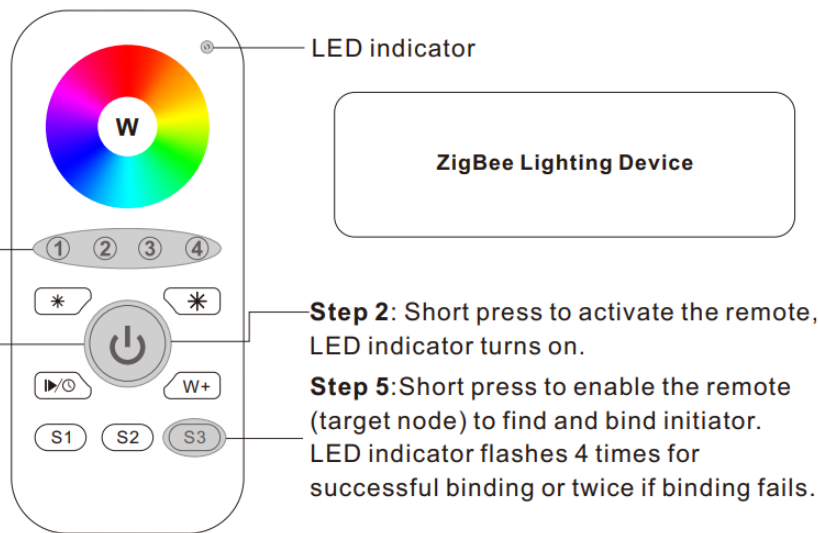 LED indicator
W
ZigBee Lighting Device
1 2 3 4
Step 2: Short press to activate the remote,
LED indicator turns on.
W+
Step 5:Short press to enable the remote
(target node) to find and bind initiator.
S1 S2 S3
LED indicator flashes 4 times for
successful binding or twice if binding fails.